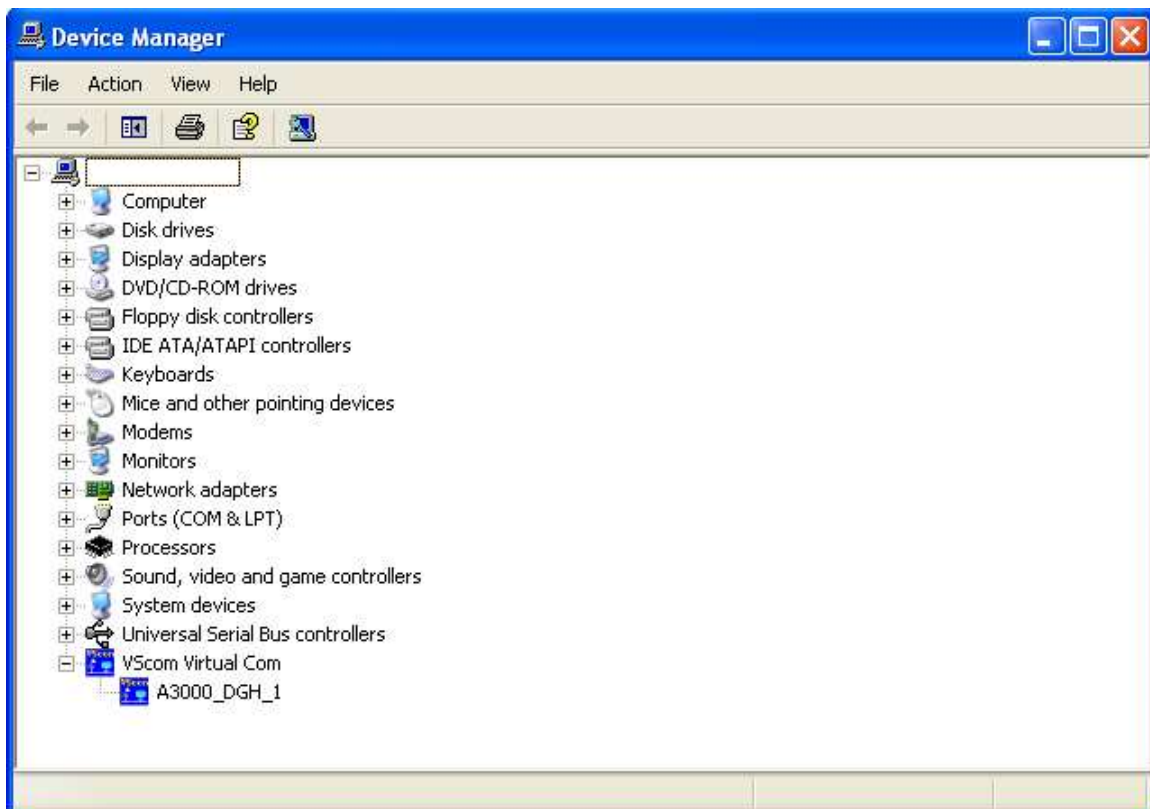 Device Manager
File Action View Help
Computer
Disk drives
Display adapters
DVD/CD-ROM drives
Floppy disk controllers
IDE ATA/ATAPI controllers
Keyboards
Mice and other pointing devices
Modems
Monitors
Network adapters
Ports (COM & LPT)
Processors
Sound, video and game controllers
System devices
Universal Serial Bus controllers
VScom Virtual Com
A3000_DGH_1